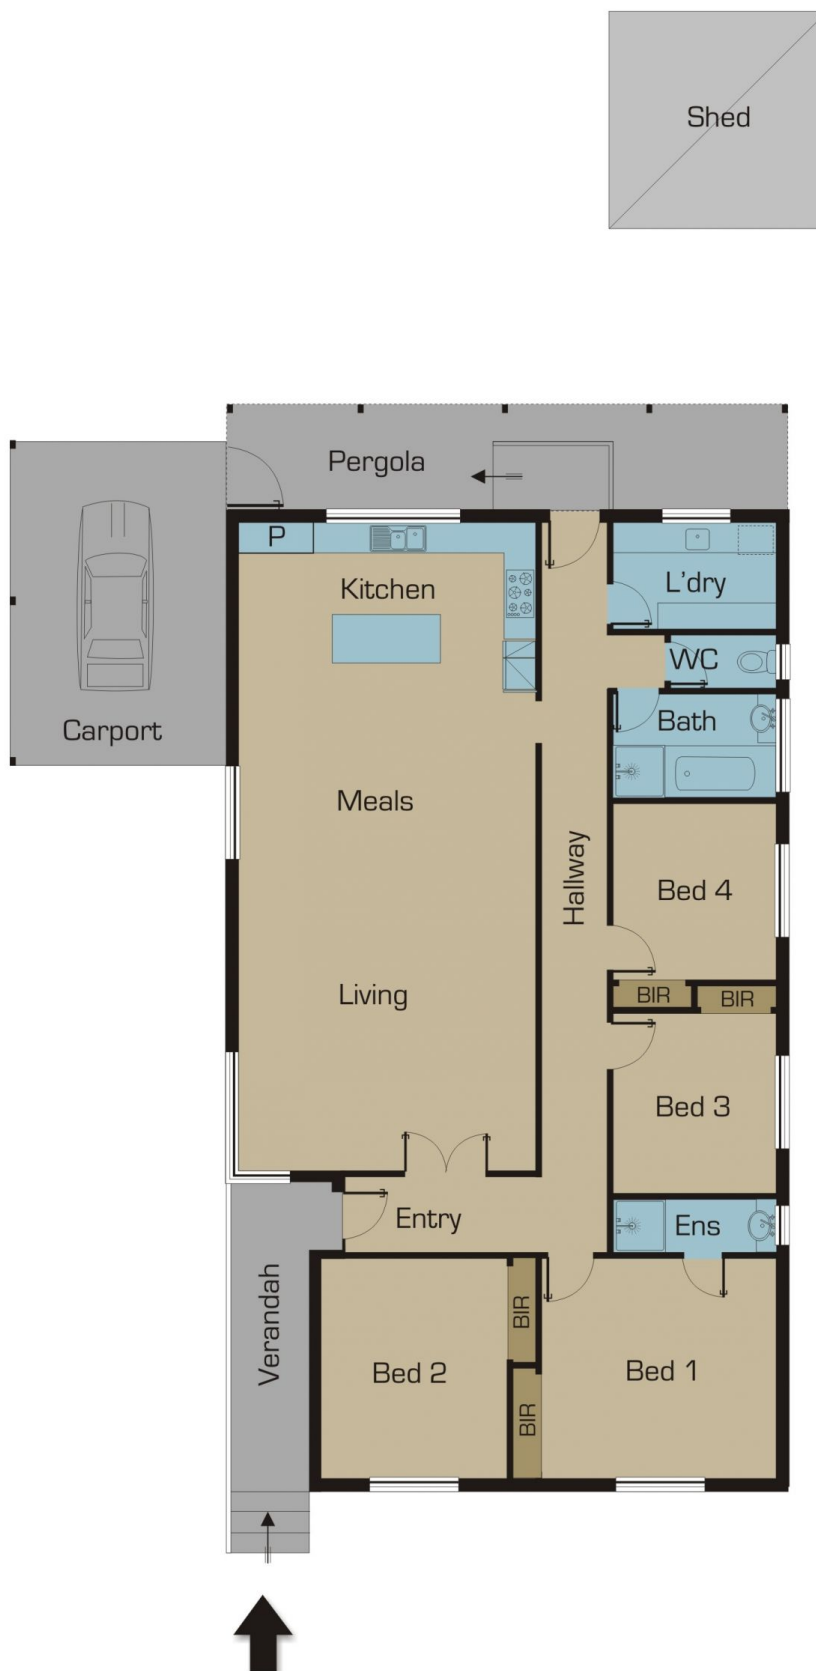 Shed
Pergola
P
Kitchen
L'dry
WC
Carport
Bath
Meals
Hallway
Bed 4
Living
BIR
BIR
Bed 3
Entry
Ens
Verandah
BIR
Bed 2
Bed 1
BIR